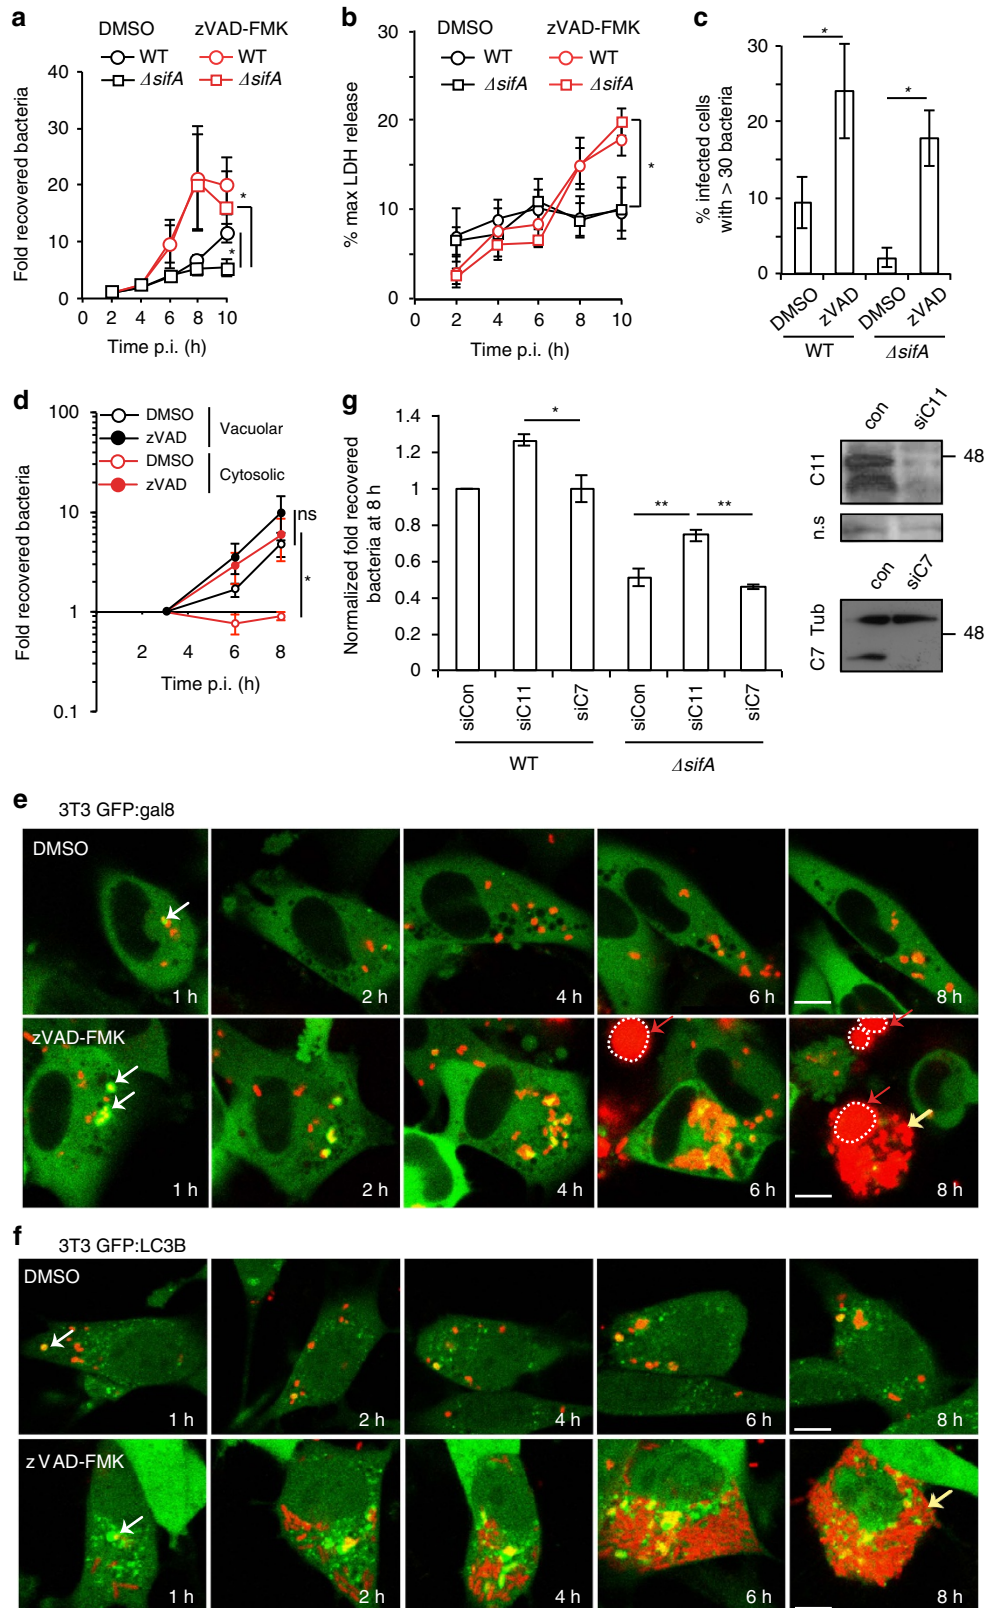 a
DMSO zVAD-FMK
WT WT
ΔsifA ΔsifA
Fold recovered bacteria
40
30
20
10
0
0 2 4 6 8 10
Time p.i. (h)
*
*
b
DMSO zVAD-FMK
WT WT
ΔsifA ΔsifA
% max LDH release
30
20
10
0
0 2 4 6 8 10
Time p.i. (h)
*
c
% infected cells
with > 30 bacteria
30
20
10
0
* *
DMSO zVAD DMSO zVAD
WT ΔsifA
d
DMSO
zVAD
Vacuolar
DMSO
zVAD
Cytosolic
Fold recovered bacteria
100
10
1
0.1
2 4 6 8
Time p.i. (h)
ns
*
g
Normalized fold recovered
bacteria at 8 h
1.4
1.2
1
0.8
0.6
0.4
0.2
0
*
** **
siCon siC11 siC7 siCon siC11 siC7
WT ΔsifA
con siC11
C11
48
n.s
con siC7
C7 Tub
48
e
3T3 GFP:gal8
DMSO
1 h 2 h 4 h 6 h 8 h
zVAD-FMK
1 h 2 h 4 h 6 h 8 h
f
3T3 GFP:LC3B
DMSO
1 h 2 h 4 h 6 h 8 h
zVAD-FMK
1 h 2 h 4 h 6 h 8 h